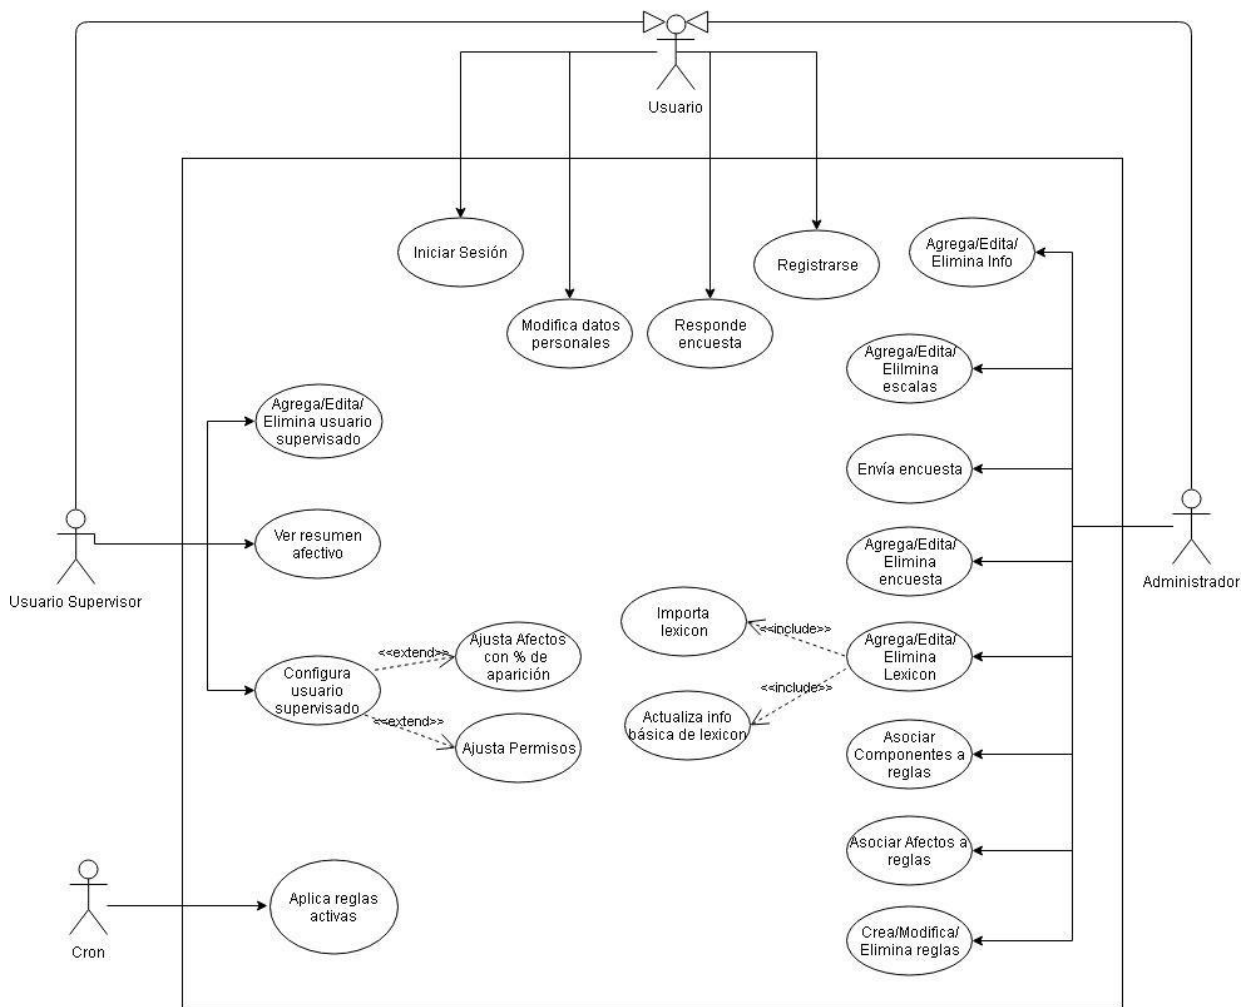 Usuario
Iniciar Sesión
Registrarse
Agrega/Edita/
Elimina Info
Modifica datos
personales
Responde
encuesta
Agrega/Edita/
Elilmina
escalas
Agrega/Edita/
Elimina usuario
supervisado
Envía encuesta
Ver resumen
afectivo
Usuario Supervisor
Agrega/Edita/
Elimina
encuesta
Administrador
Importa
lexicon
<<include>>
Agrega/Edita/
Elimina
Lexicon
<<include>>
Actualiza info
básica de lexicon
Configura
usuario
supervisado
<<extend>>
Ajusta Afectos
con % de
aparición
<<extend>>
Ajusta Permisos
Asociar
Componentes a
reglas
Asociar Afectos a
reglas
Cron
Aplica reglas
activas
Crea/Modifica/
Elimina reglas